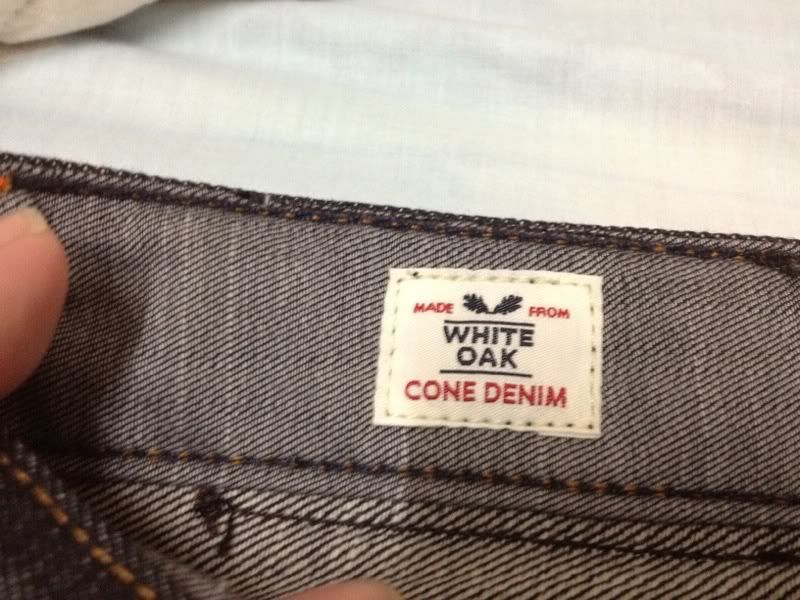 MADE FROM
WHITE
OAK
CONE DENIM